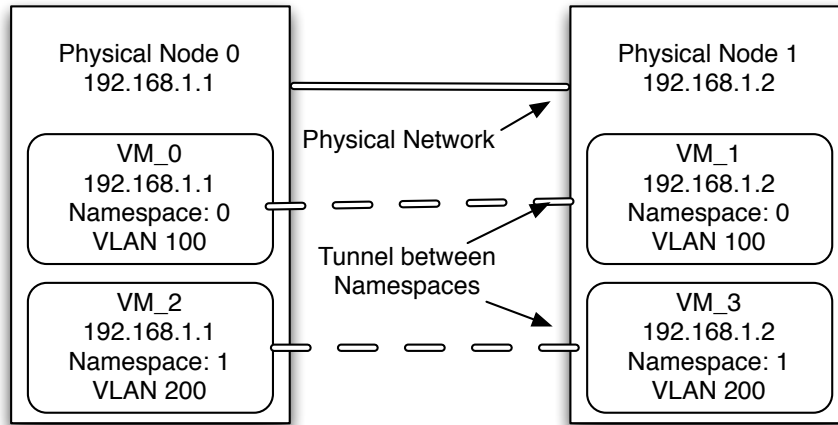 Physical Node 0
192.168.1.1
Physical Node 1
192.168.1.2
Physical Network
VM_0
192.168.1.1
Namespace: 0
VLAN 100
VM_1
192.168.1.2
Namespace: 0
VLAN 100
Tunnel between
Namespaces
VM_2
192.168.1.1
Namespace: 1
VLAN 200
VM_3
192.168.1.2
Namespace: 1
VLAN 200